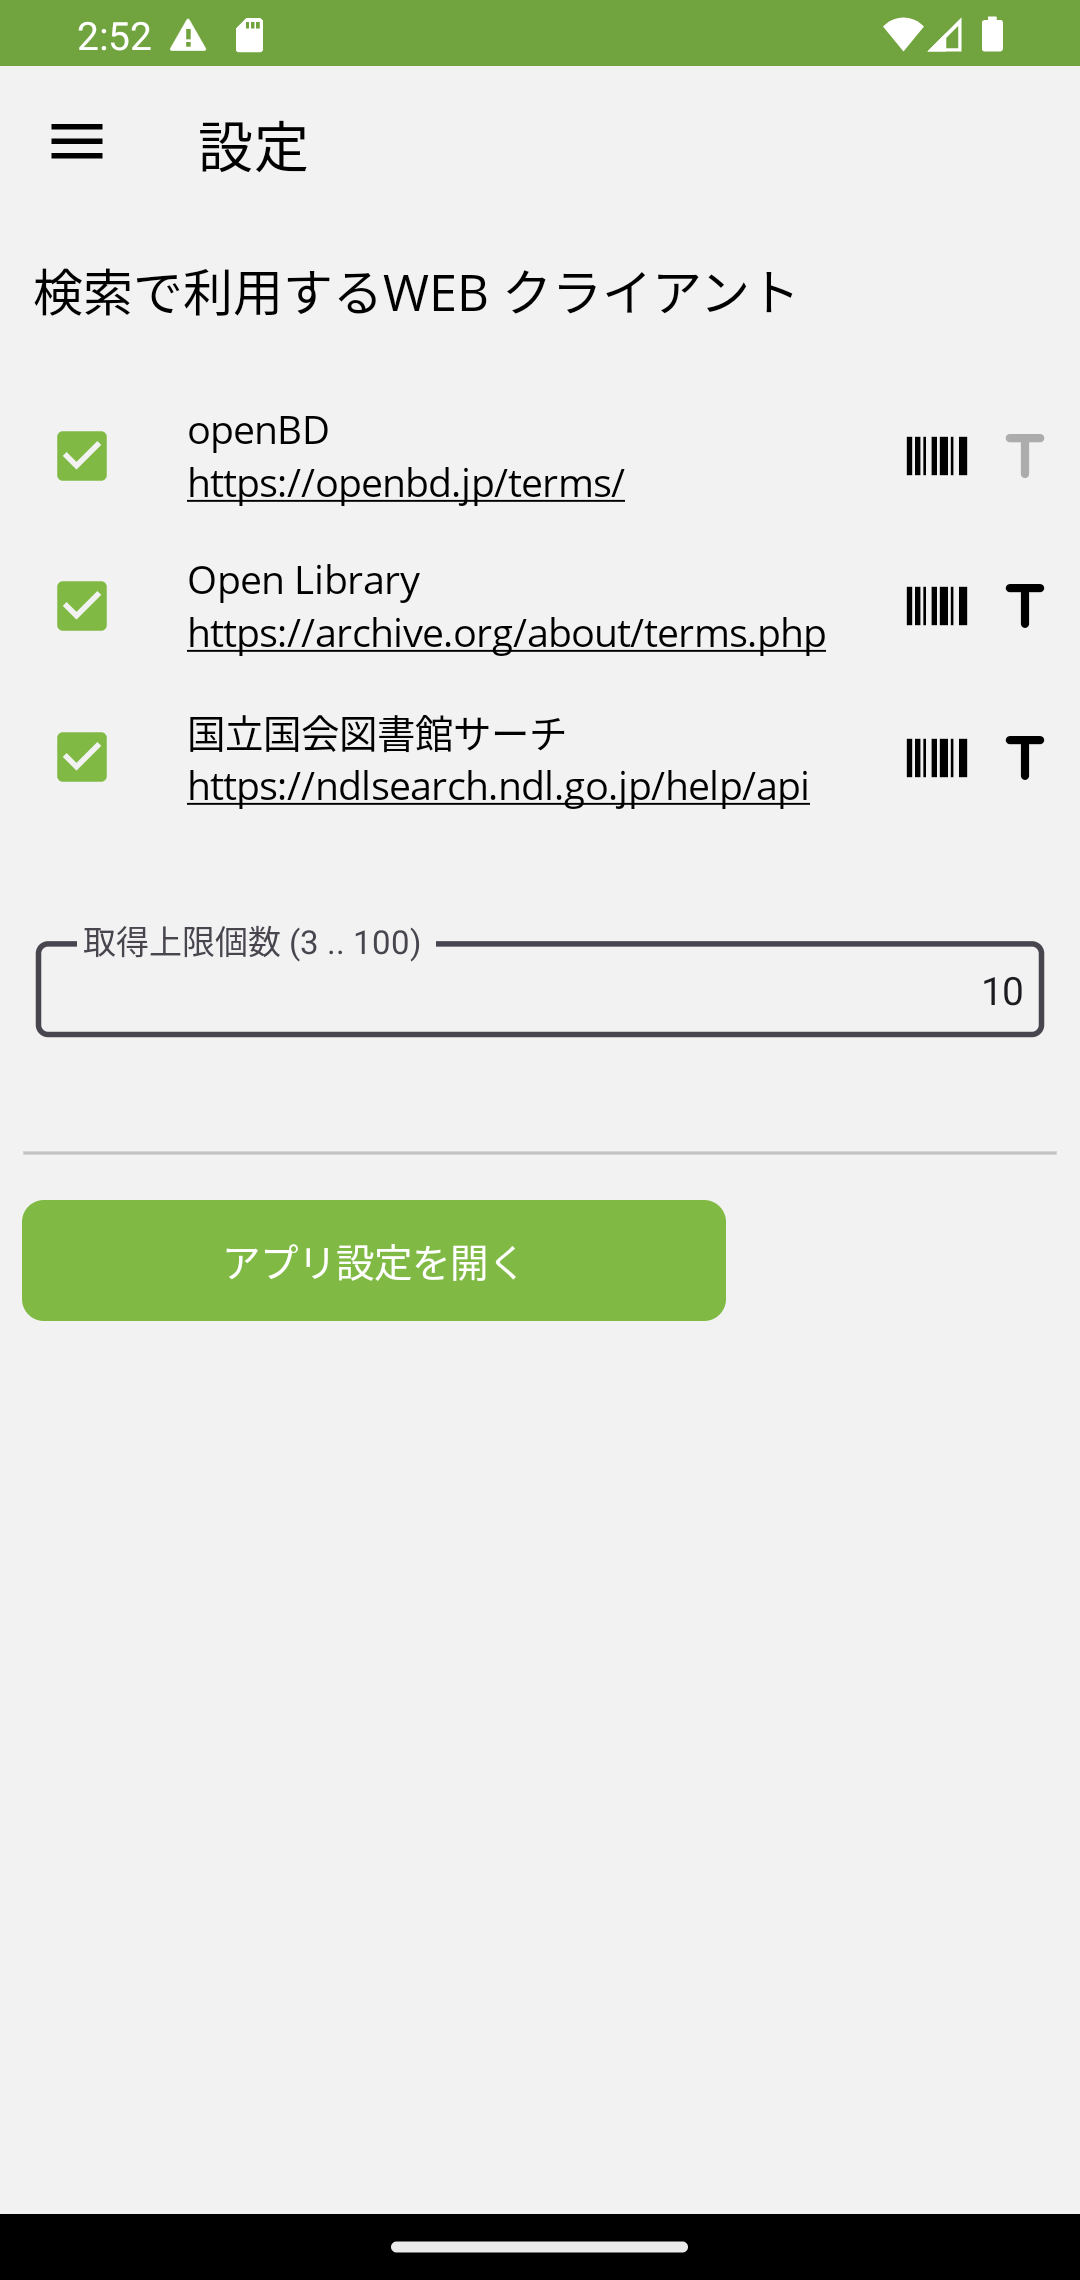 2:52
設定
検索で利用するWEB クライアント
openBD
https://openbd.jp/terms/
Open Library
https://archive.org/about/terms.php
国立国会図書館サーチ
https://ndlsearch.ndl.go.jp/help/api
取得上限個数 (3 .. 100)
10
アプリ設定を開く